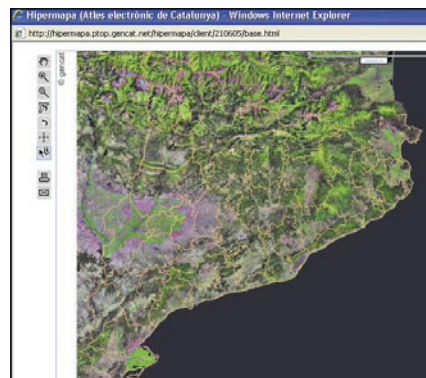 Hipermapa (Atles electrònic de Catalunya) - Windows Internet Explorer
http://hipermapa.ptop.gencat.net/hipermapa/client/210605/base.html
© gencat